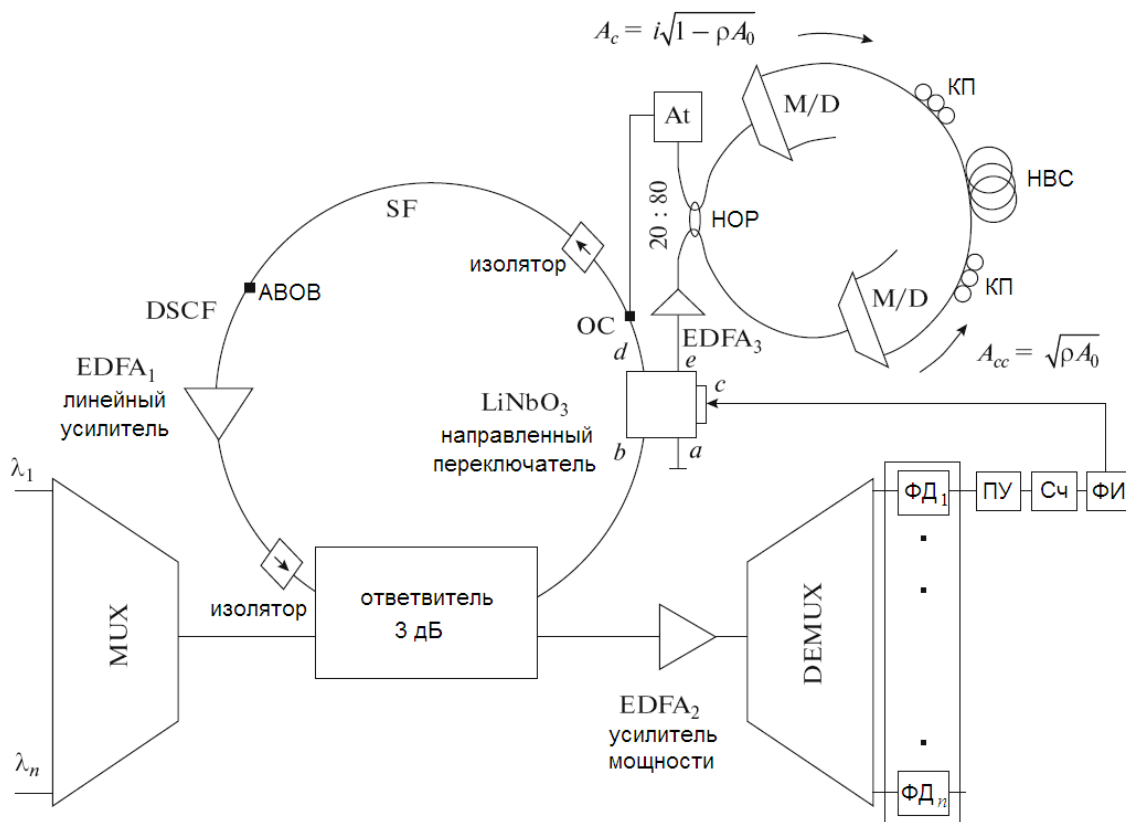 A_c = i√(1 − ρA_0)
КП
M/D
At
НВС
20 : 80
НОР
SF
изолятор
АВОВ
DSCF
M/D
КП
OC
d
EDFA_3
e
A_cc = √(ρA_0)
EDFA_1
линейный
усилитель
c
LiNbO_3
направленный
переключатель
b
a
λ_1
ФД_1
ПУ
Сч
ФИ
MUX
изолятор
ответвитель
3 дБ
DEMUX
EDFA_2
усилитель
мощности
λ_n
ФД_n